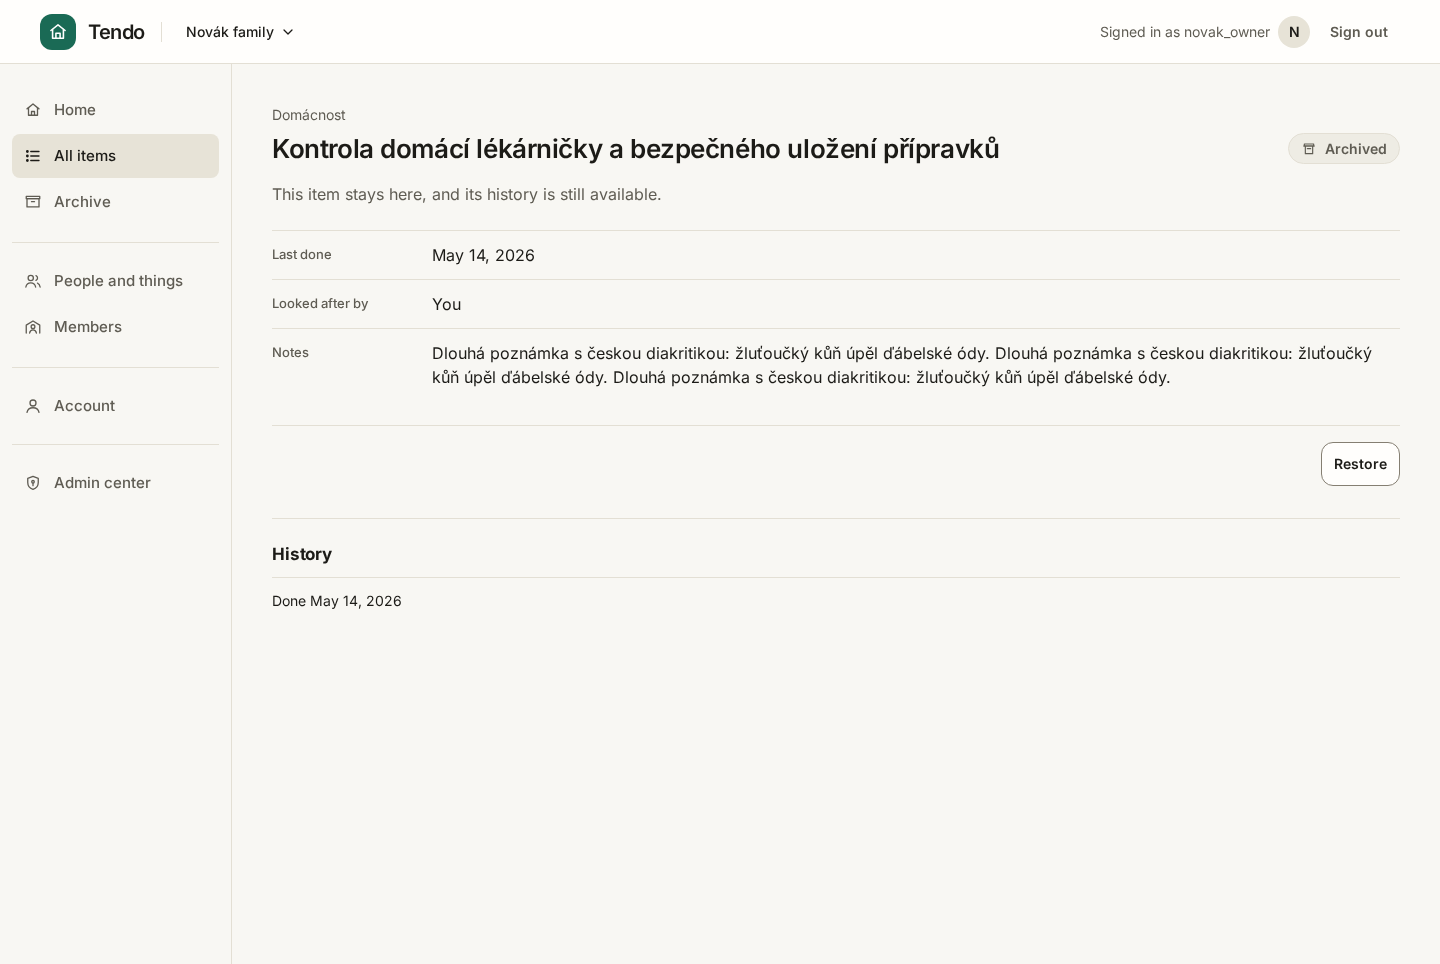 Tendo
Novák family
Signed in as novak_owner
N
Sign out
Home
All items
Archive
People and things
Members
Account
Admin center
Domácnost
Kontrola domácí lékárničky a bezpečného uložení přípravků
Archived
This item stays here, and its history is still available.
Last done
May 14, 2026
Looked after by
You
Notes
Dlouhá poznámka s českou diakritikou: žluťoučký kůň úpěl ďábelské ódy. Dlouhá poznámka s českou diakritikou: žluťoučký
kůň úpěl ďábelské ódy. Dlouhá poznámka s českou diakritikou: žluťoučký kůň úpěl ďábelské ódy.
Restore
History
Done May 14, 2026